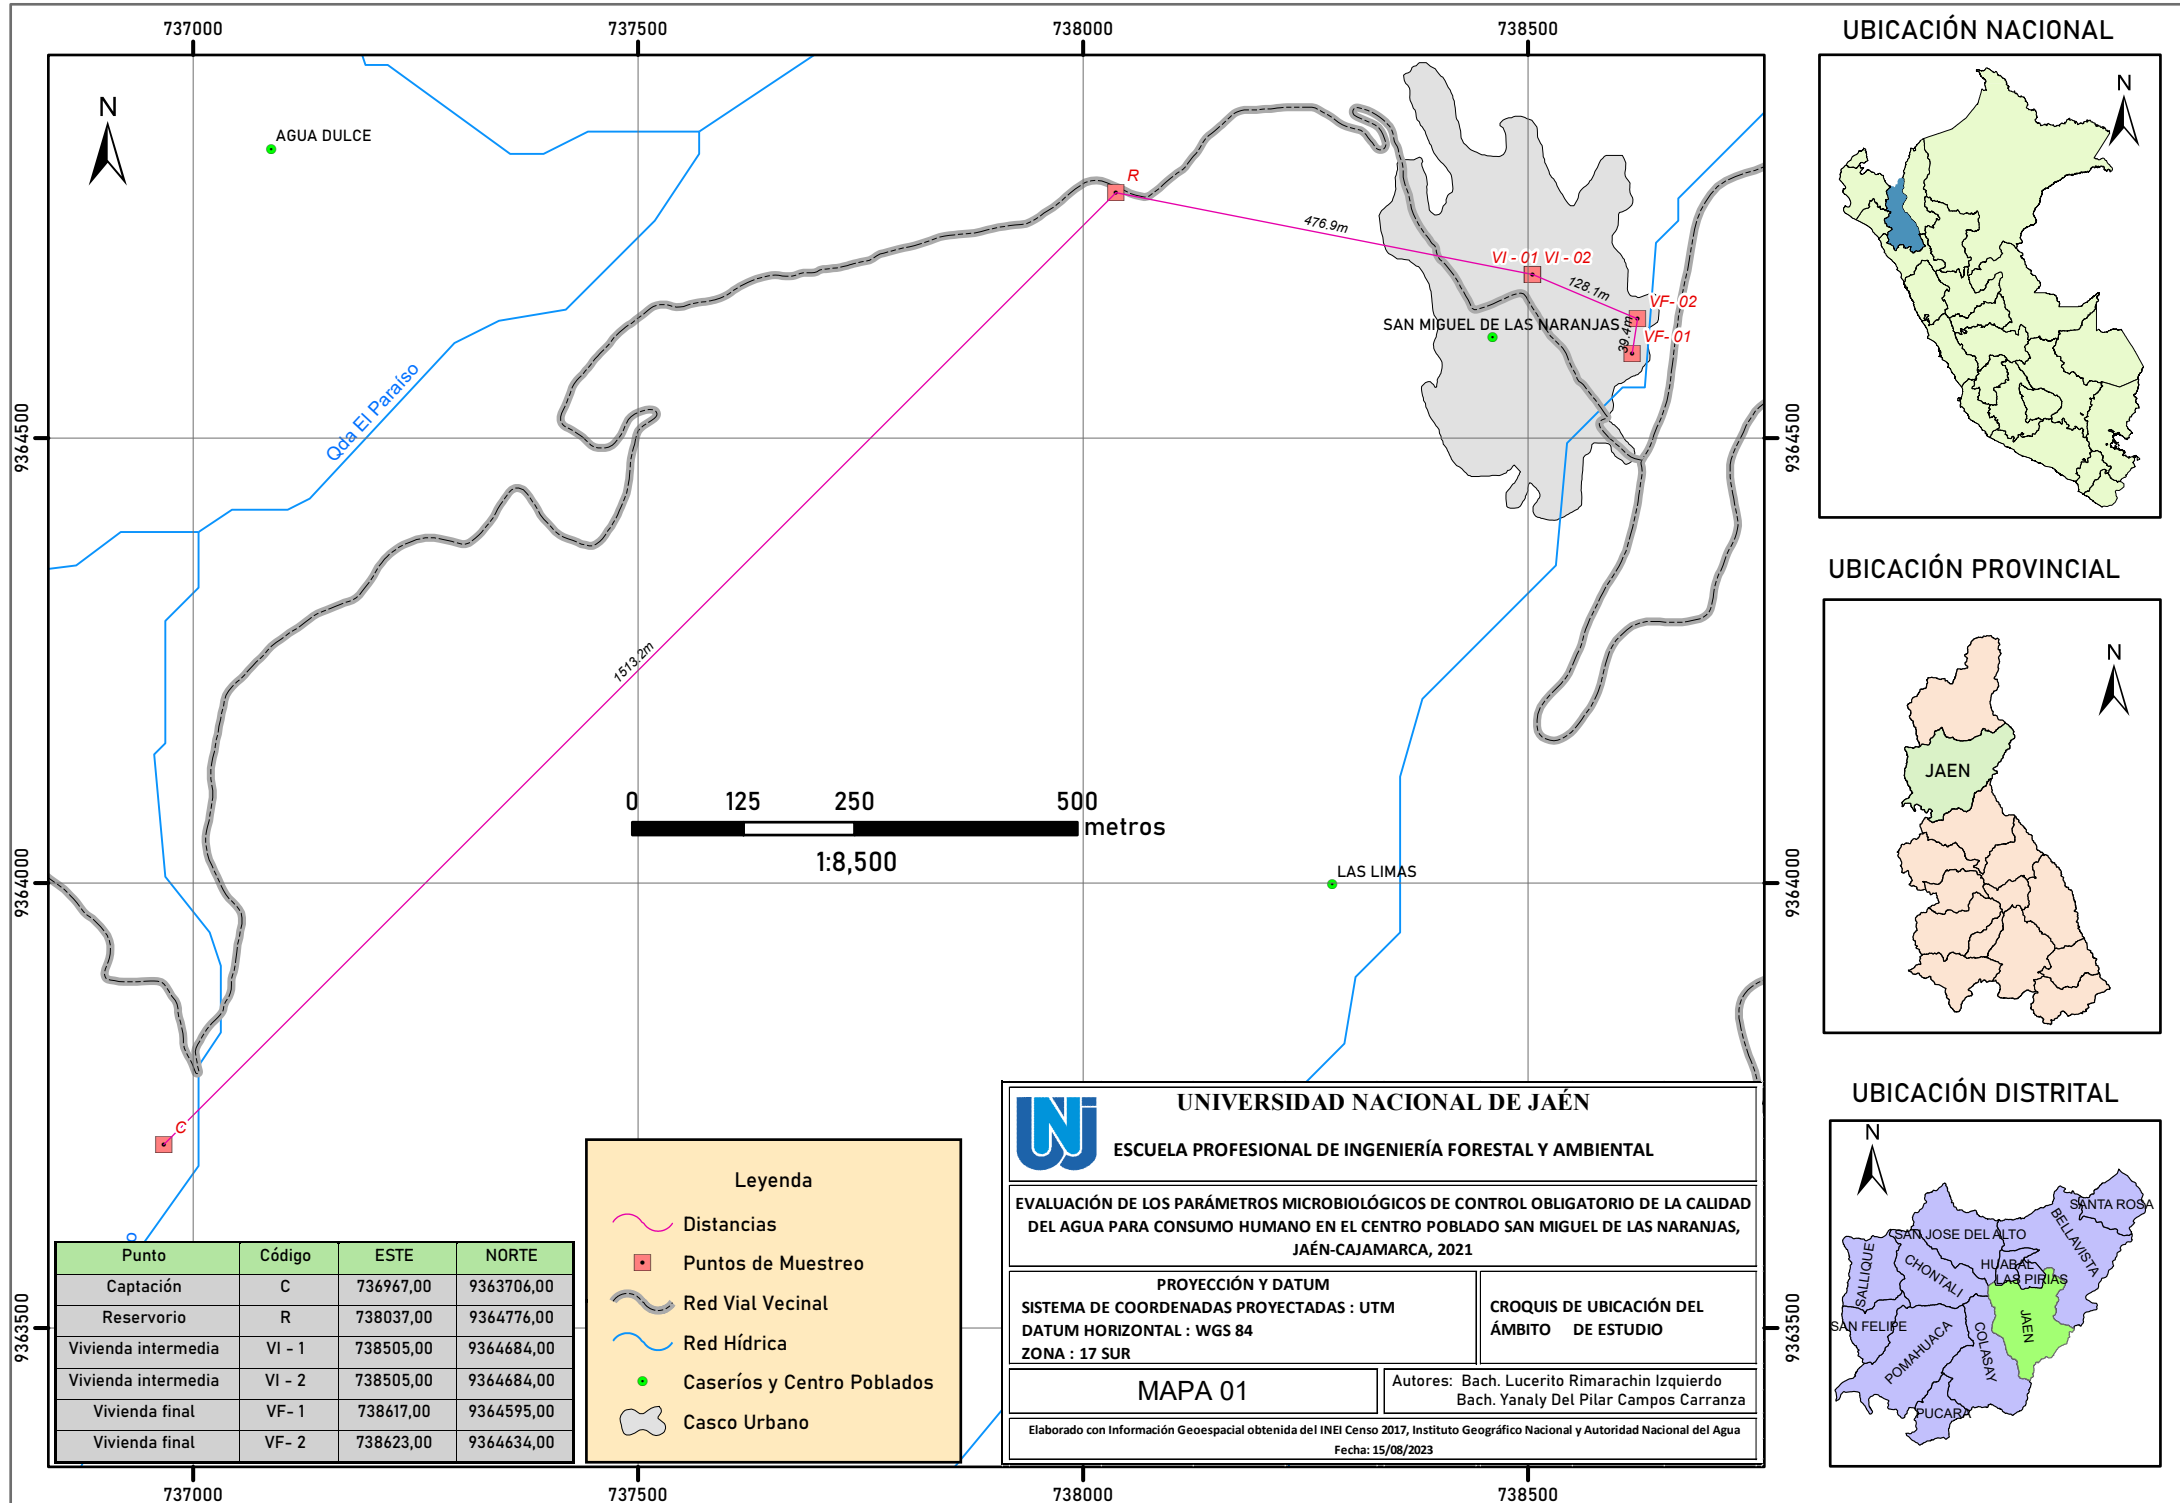 737000
737500
738000
738500
UBICACIÓN NACIONAL
N
N
AGUA DULCE
R
476.9m
VI - 01 VI - 02
128.1m
VF- 02
SAN MIGUEL DE LAS NARANJAS
39.4m
VF- 01
Qda El Paraíso
9364500
9364500
UBICACIÓN PROVINCIAL
N
JAEN
1513.2m
0 125 250 500
metros
1:8,500
9364000
9364000
LAS LIMAS
C
o
UBICACIÓN DISTRITAL
N
SANTA ROSA
BELLAVISTA
SAN JOSE DEL ALTO
HUABAL
LAS PIRIAS
SALLIQUE
CHONTALI
JAEN
SAN FELIPE
POMAHUACA
COLASAY
PUCARA
Punto Código ESTE NORTE
Captación C 736967,00 9363706,00
Reservorio R 738037,00 9364776,00
Vivienda intermedia VI - 1 738505,00 9364684,00
Vivienda intermedia VI - 2 738505,00 9364684,00
Vivienda final VF- 1 738617,00 9364595,00
Vivienda final VF- 2 738623,00 9364634,00
Leyenda
Distancias
Puntos de Muestreo
Red Vial Vecinal
Red Hídrica
Caseríos y Centro Poblados
Casco Urbano
UNJ
UNIVERSIDAD NACIONAL DE JAÉN
ESCUELA PROFESIONAL DE INGENIERÍA FORESTAL Y AMBIENTAL
EVALUACIÓN DE LOS PARÁMETROS MICROBIOLÓGICOS DE CONTROL OBLIGATORIO DE LA CALIDAD
DEL AGUA PARA CONSUMO HUMANO EN EL CENTRO POBLADO SAN MIGUEL DE LAS NARANJAS,
JAÉN-CAJAMARCA, 2021
PROYECCIÓN Y DATUM
SISTEMA DE COORDENADAS PROYECTADAS : UTM
DATUM HORIZONTAL : WGS 84
ZONA : 17 SUR
CROQUIS DE UBICACIÓN DEL
ÁMBITO DE ESTUDIO
MAPA 01
Autores: Bach. Lucerito Rimarachin Izquierdo
Bach. Yanaly Del Pilar Campos Carranza
Elaborado con Información Geoespacial obtenida del INEI Censo 2017, Instituto Geográfico Nacional y Autoridad Nacional del Agua
Fecha: 15/08/2023
9363500
9363500
737000
737500
738000
738500